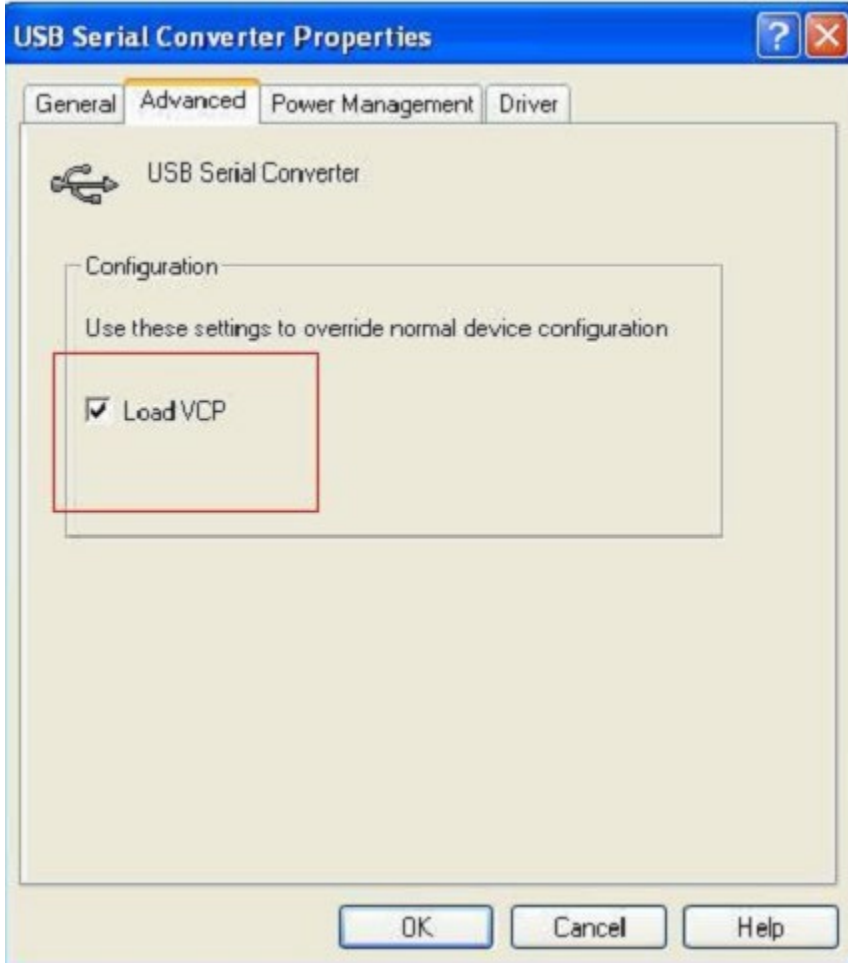 USB Serial Converter Properties
General Advanced Power Management Driver
USB Serial Converter
Configuration
Use these settings to override normal device configuration
Load VCP
OK Cancel Help